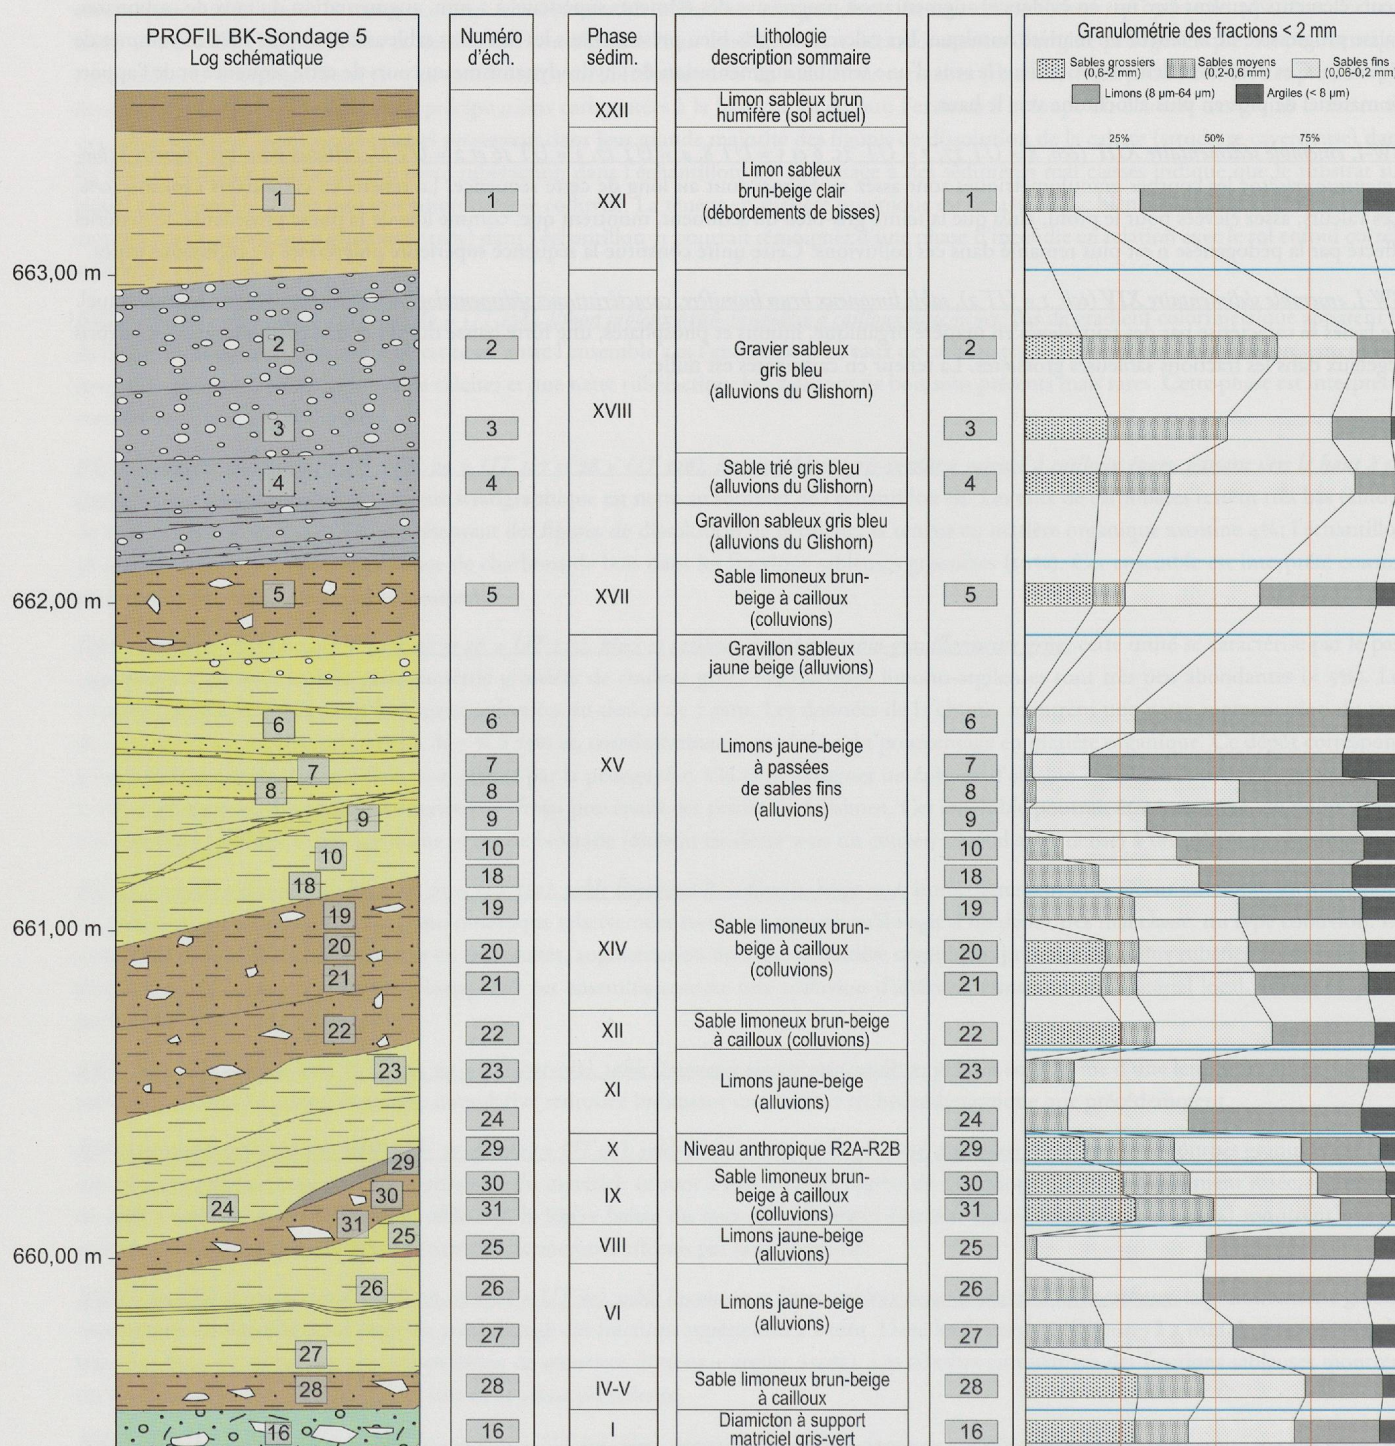 PROFIL BK-Sondage 5
Log schématique
Numéro
d'éch.
Phase
sédim.
Lithologie
description sommaire
Granulométrie des fractions < 2 mm
Sables grossiers
(0,6-2 mm)
Sables moyens
(0,2-0,6 mm)
Sables fins
(0,06-0,2 mm)
Limons (8 µm-64 µm)
Argiles (< 8 µm)
25%
50%
75%
663,00 m
662,00 m
661,00 m
660,00 m
1
2
3
4
5
6
7
8
9
10
18
19
20
21
22
23
29
30
24
31
25
26
27
28
16
1
2
3
4
5
6
7
8
9
10
18
19
20
21
22
23
24
29
30
31
25
26
27
28
16
XXII
XXI
XVIII
XVII
XV
XIV
XII
XI
X
IX
VIII
VI
IV-V
I
Limon sableux brun
humifère (sol actuel)
Limon sableux
brun-beige clair
(débordements de bisses)
Gravier sableux
gris bleu
(alluvions du Glishorn)
Sable trié gris bleu
(alluvions du Glishorn)
Gravillon sableux gris bleu
(alluvions du Glishorn)
Sable limoneux brun-
beige à cailloux
(colluvions)
Gravillon sableux
jaune beige (alluvions)
Limons jaune-beige
à passées
de sables fins
(alluvions)
Sable limoneux brun-
beige à cailloux
(colluvions)
Sable limoneux brun-beige
à cailloux (colluvions)
Limons jaune-beige
(alluvions)
Niveau anthropique R2A-R2B
Sable limoneux brun-
beige à cailloux
(colluvions)
Limons jaune-beige
(alluvions)
Limons jaune-beige
(alluvions)
Sable limoneux brun-beige
à cailloux
Diamicton à support
matriciel gris-vert
1
2
3
4
5
6
7
8
9
10
18
19
20
21
22
23
24
29
30
31
25
26
27
28
16